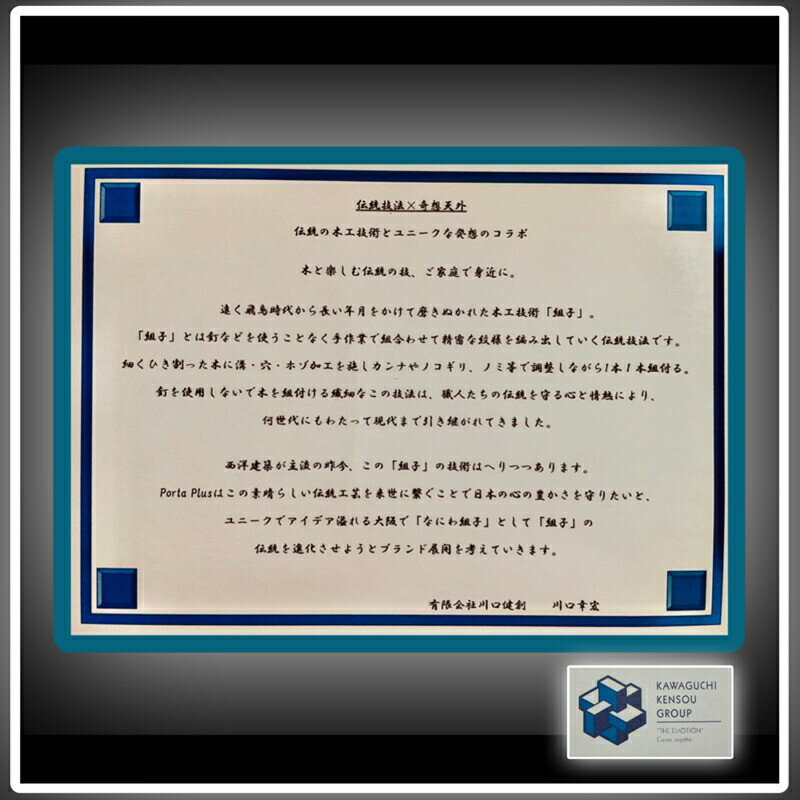 伝統技法×奇想天外
伝統の木工技術とユニークな発想のコラボ
木と楽しむ伝統の技、ご家庭で身近に。
遠く飛鳥時代から長い年月をかけて磨きぬかれた木工技術「組子」。
「組子」とは釘などを使うことなく手作業で組合わせて精密な紋様を編み出していく伝統技法です。
細くひき割った木に溝・穴・ホゾ加工を施しカンナやノコギリ、ノミ等で調整しながら1本1本組付る。
釘を使用しないで木を組付ける繊細なこの技法は、職人たちの伝統を守る心と情熱により、
何世代にもわたって現代まで引き継がれてきました。
西洋建築が主流の昨今、この「組子」の技術はへりつつあります。
Porta Plusはこの素晴らしい伝統工芸を来世に繋ぐことで日本の心の豊かさを守りたいと、
ユニークでアイデア溢れる大阪で「なにわ組子」として「組子」の
伝統を進化させようとブランド展開を考えていきます。
有限会社川口健創　川口幸宏
KAWAGUCHI
KENSOU
GROUP
"THE EMOTION"
Create together